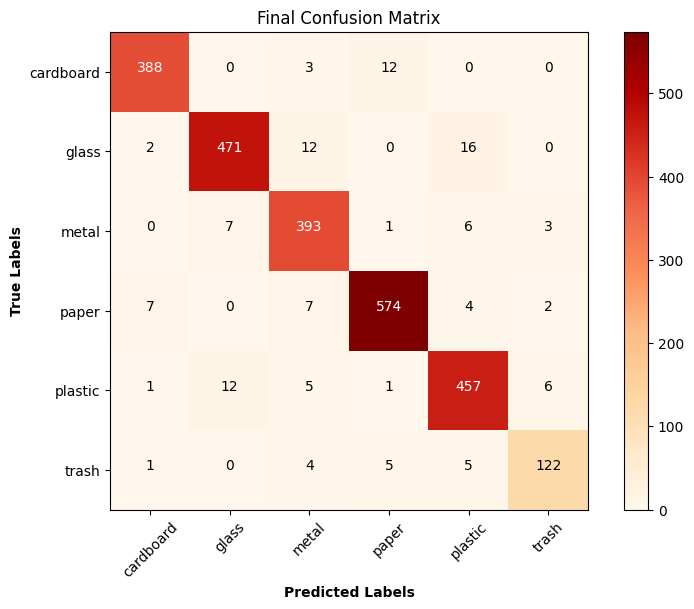 Final Confusion Matrix
cardboard 388 0 3 12 0 0
glass 2 471 12 0 16 0
metal 0 7 393 1 6 3
paper 7 0 7 574 4 2
plastic 1 12 5 1 457 6
trash 1 0 4 5 5 122
cardboard glass metal paper plastic trash
True Labels
Predicted Labels
500
400
300
200
100
0